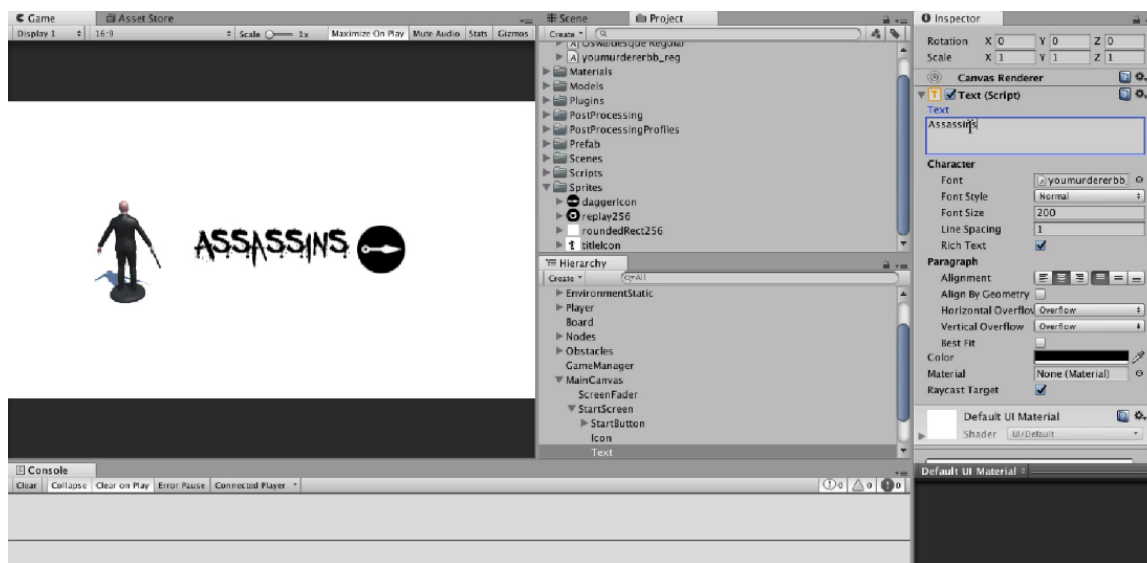 Game
Asset Store
Display 1
16:9
Scale
1x
Maximize On Play
Mute Audio
Stats
Gizmos
ASSASSINS
Scene
Project
Create
Oswaldesque Regular
youmurdererbb_reg
Materials
Models
Plugins
PostProcessing
PostProcessingProfiles
Prefab
Scenes
Scripts
Sprites
daggerIcon
replay256
roundedRect256
titleIcon
Hierarchy
Create
All
EnvironmentStatic
Player
Board
Nodes
Obstacles
GameManager
MainCanvas
ScreenFader
StartScreen
StartButton
Icon
Text
Inspector
Rotation X 0 Y 0 Z 0
Scale X 1 Y 1 Z 1
Canvas Renderer
Text (Script)
Text
Assassins
Character
Font youmurdererbb_
Font Style Normal
Font Size 200
Line Spacing 1
Rich Text
Paragraph
Alignment
Align By Geometry
Horizontal Overflow Overflow
Vertical Overflow Overflow
Best Fit
Color
Material None (Material)
Raycast Target
Default UI Material
Shader UI/Default
Default UI Material
Console
Clear
Collapse
Clear on Play
Error Pause
Connected Player
0
0
0